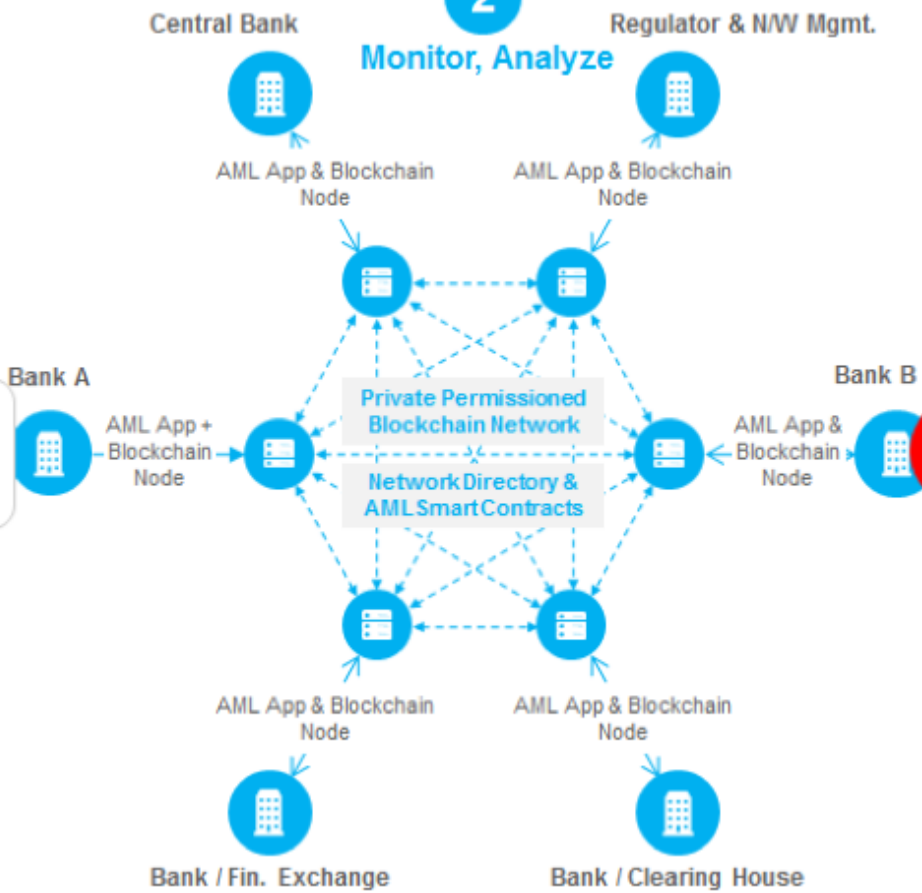 2
Central Bank
Regulator & N/W Mgmt.
Monitor, Analyze
AML App & Blockchain
Node
AML App & Blockchain
Node
Bank A
Bank B
Private Permissioned
Blockchain Network
AML App +
Blockchain
Node
AML App &
Blockchain
Node
Network Directory &
AML Smart Contracts
AML App & Blockchain
Node
AML App & Blockchain
Node
Bank / Fin. Exchange
Bank / Clearing House